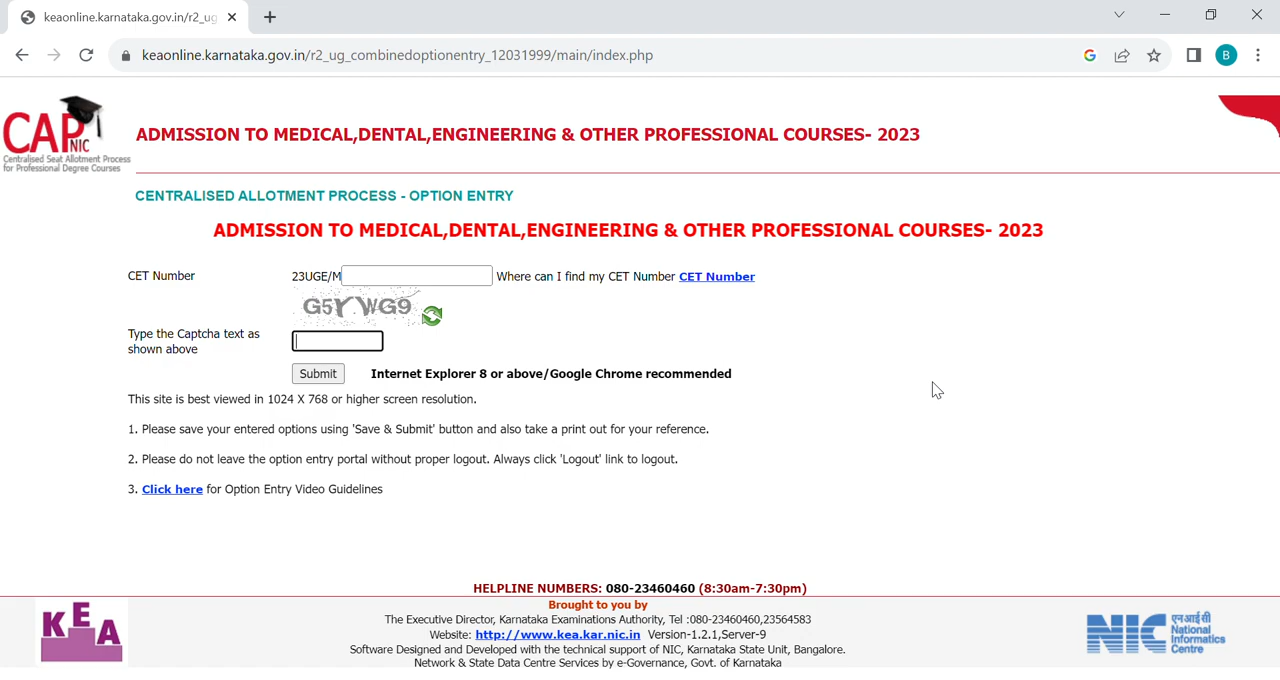 keaonline.karnataka.gov.in/r2_ug
keaonline.karnataka.gov.in/r2_ug_combinedoptionentry_12031999/main/index.php
B
CAP
NIC
Centralised Seat Allotment Process
for Professional Degree Courses
ADMISSION TO MEDICAL,DENTAL,ENGINEERING & OTHER PROFESSIONAL COURSES- 2023
CENTRALISED ALLOTMENT PROCESS - OPTION ENTRY
ADMISSION TO MEDICAL,DENTAL,ENGINEERING & OTHER PROFESSIONAL COURSES- 2023
CET Number 23UGE/M Where can I find my CET Number CET Number
G5YWG9
Type the Captcha text as
shown above
Submit Internet Explorer 8 or above/Google Chrome recommended
This site is best viewed in 1024 X 768 or higher screen resolution.
1. Please save your entered options using 'Save & Submit' button and also take a print out for your reference.
2. Please do not leave the option entry portal without proper logout. Always click 'Logout' link to logout.
3. Click here for Option Entry Video Guidelines
HELPLINE NUMBERS: 080-23460460 (8:30am-7:30pm)
Brought to you by
The Executive Director, Karnataka Examinations Authority, Tel :080-23460460,23564583
Website: http://www.kea.kar.nic.in Version-1.2.1,Server-9
Software Designed and Developed with the technical support of NIC, Karnataka State Unit, Bangalore.
Network & State Data Centre Services by e-Governance, Govt. of Karnataka
KEA
NIC
एन आई सी
National
Informatics
Centre